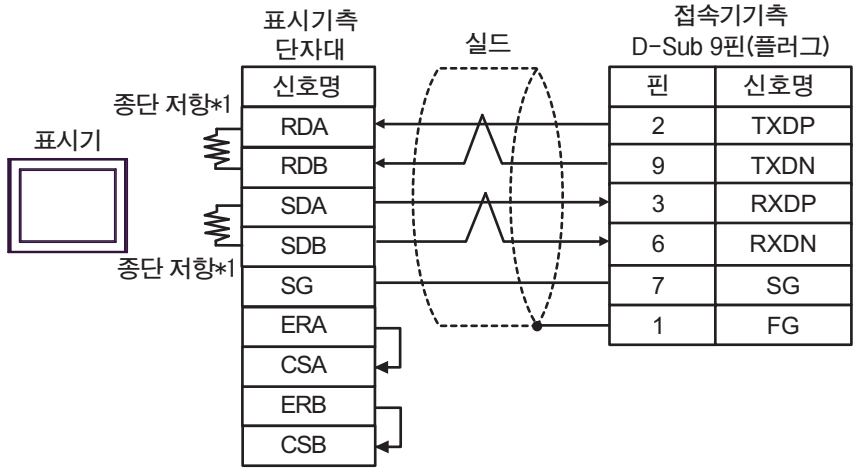 표시기측
단자대
실드
접속기기측
D-Sub 9핀(플러그)
신호명
핀 신호명
종단 저항*1
표시기
RDA 2 TXDP
RDB 9 TXDN
SDA 3 RXDP
SDB 6 RXDN
종단 저항*1
SG 7 SG
ERA 1 FG
CSA
ERB
CSB